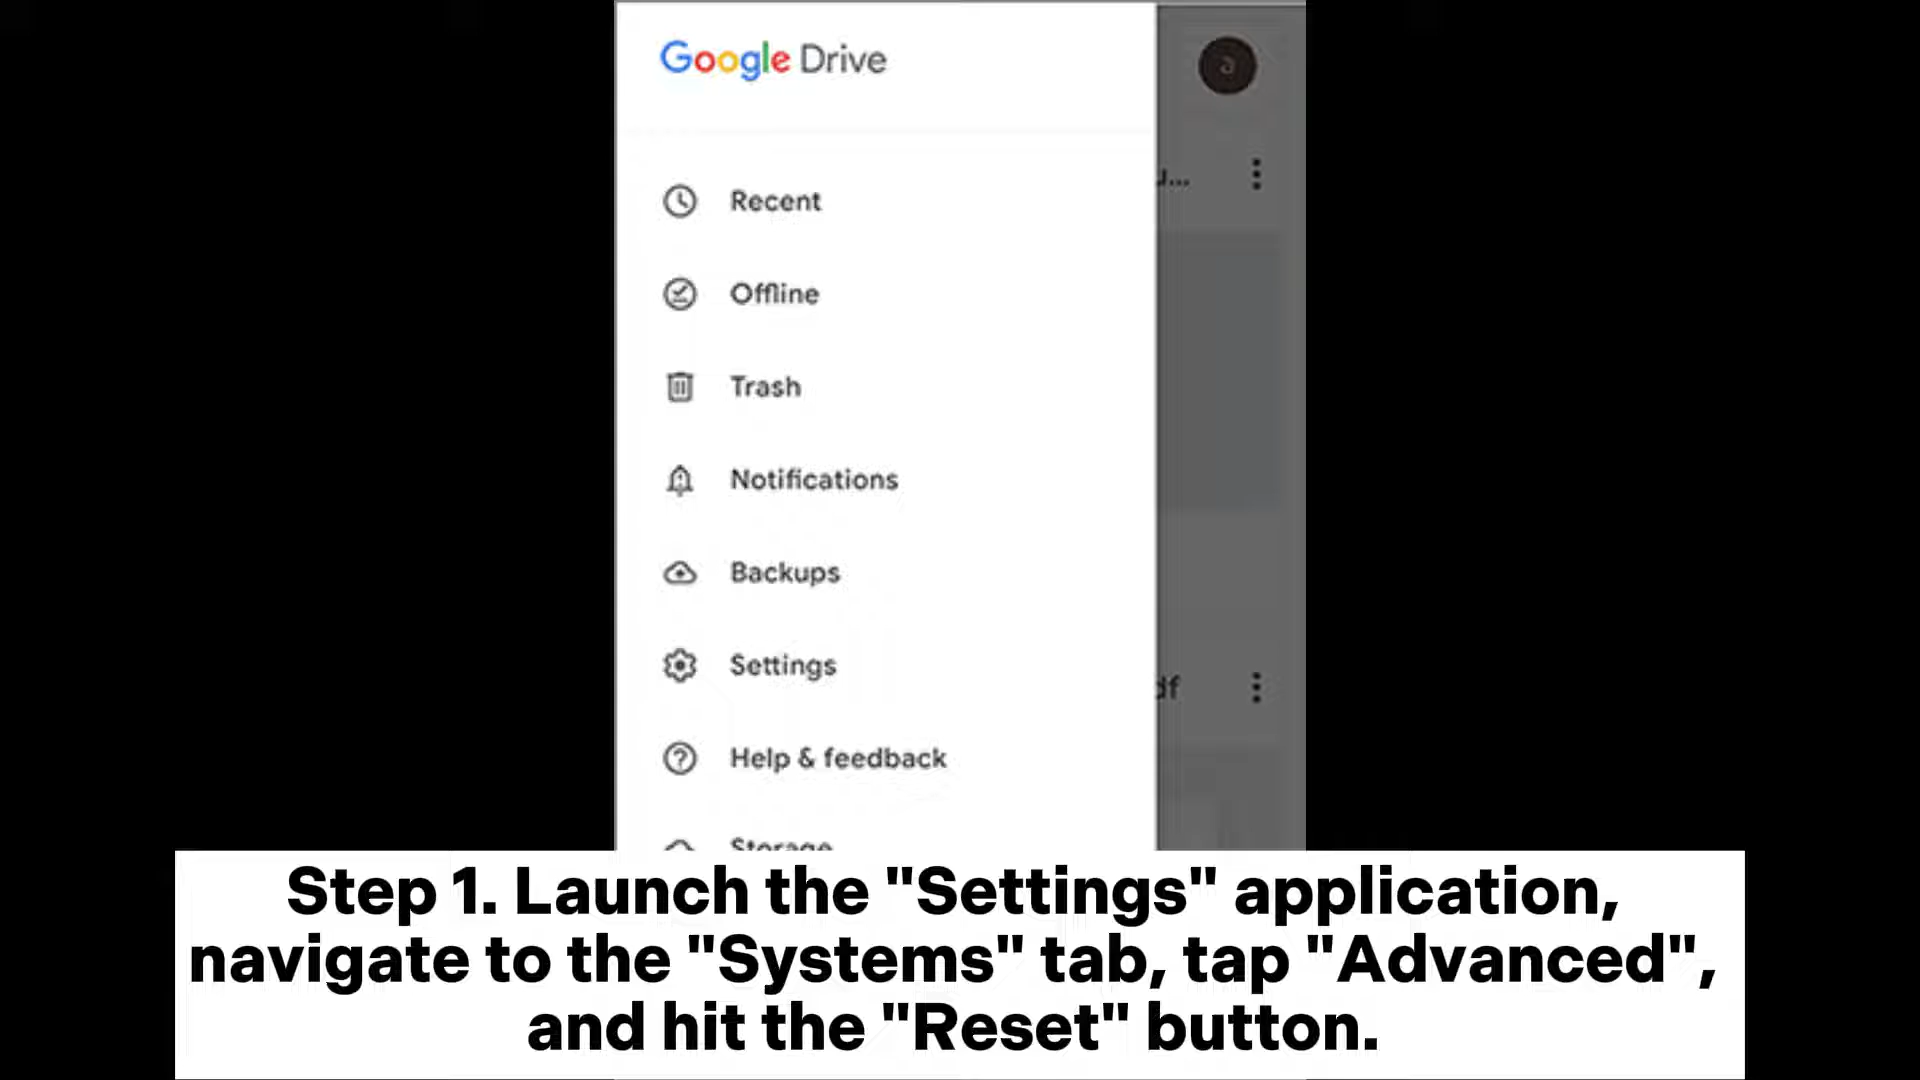 Google Drive
Recent
Offline
Trash
Notifications
Backups
Settings
Help & feedback
Storage
Step 1. Launch the "Settings" application,
navigate to the "Systems" tab, tap "Advanced",
and hit the "Reset" button.